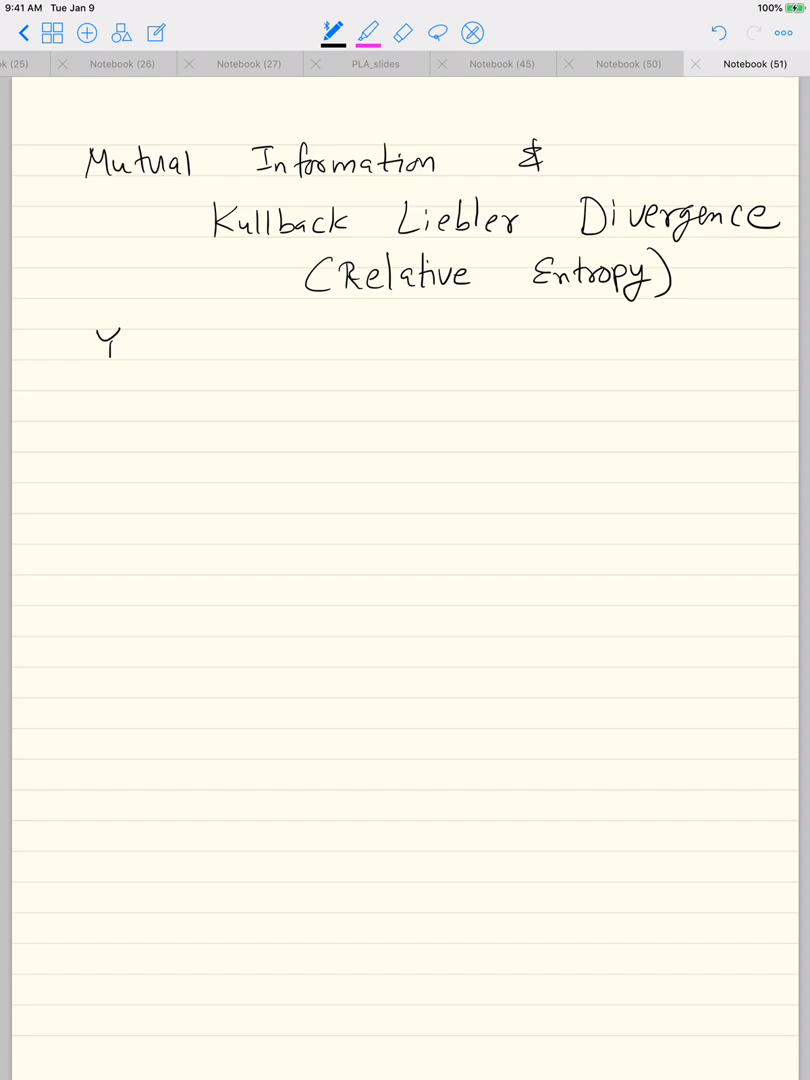 9:41 AM Tue Jan 9 100%
ok (25) Notebook (26) Notebook (27) PLA_slides Notebook (45) Notebook (50) Notebook (51)
Mutual Information &
Kullback Liebler Divergence
(Relative Entropy)
Y